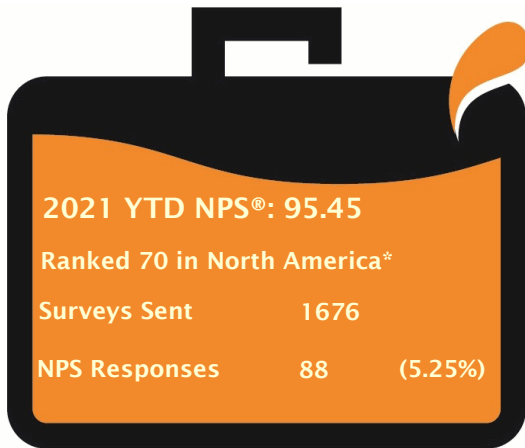 2021 YTD NPS®: 95.45
Ranked 70 in North America*
Surveys Sent 1676
NPS Responses 88 (5.25%)